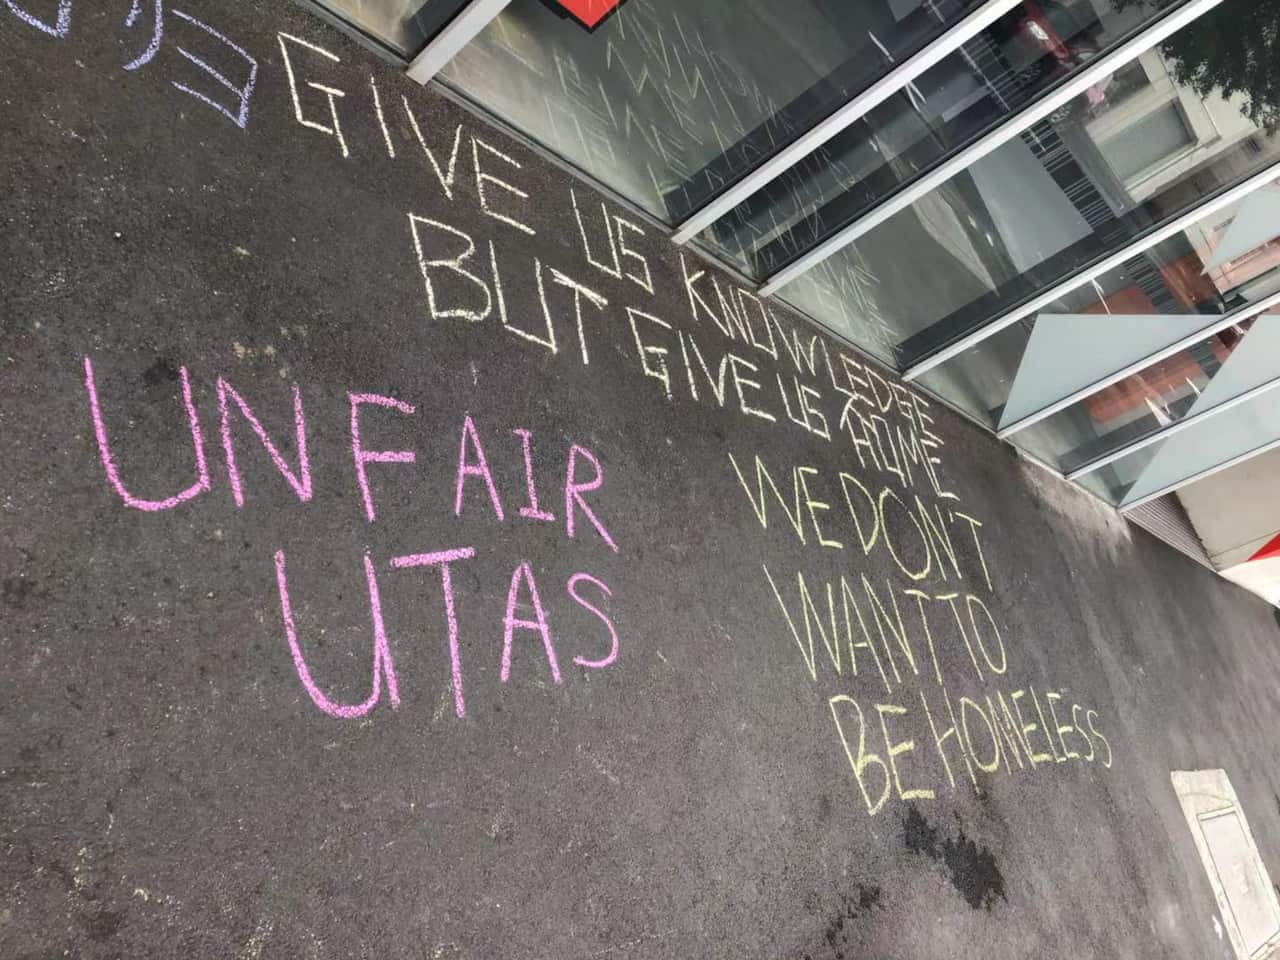 GIVE US KNOWLEDGE
BUT GIVE US A HOME
UNFAIR
UTAS
WE DON'T
WANT TO
BE HOMELESS